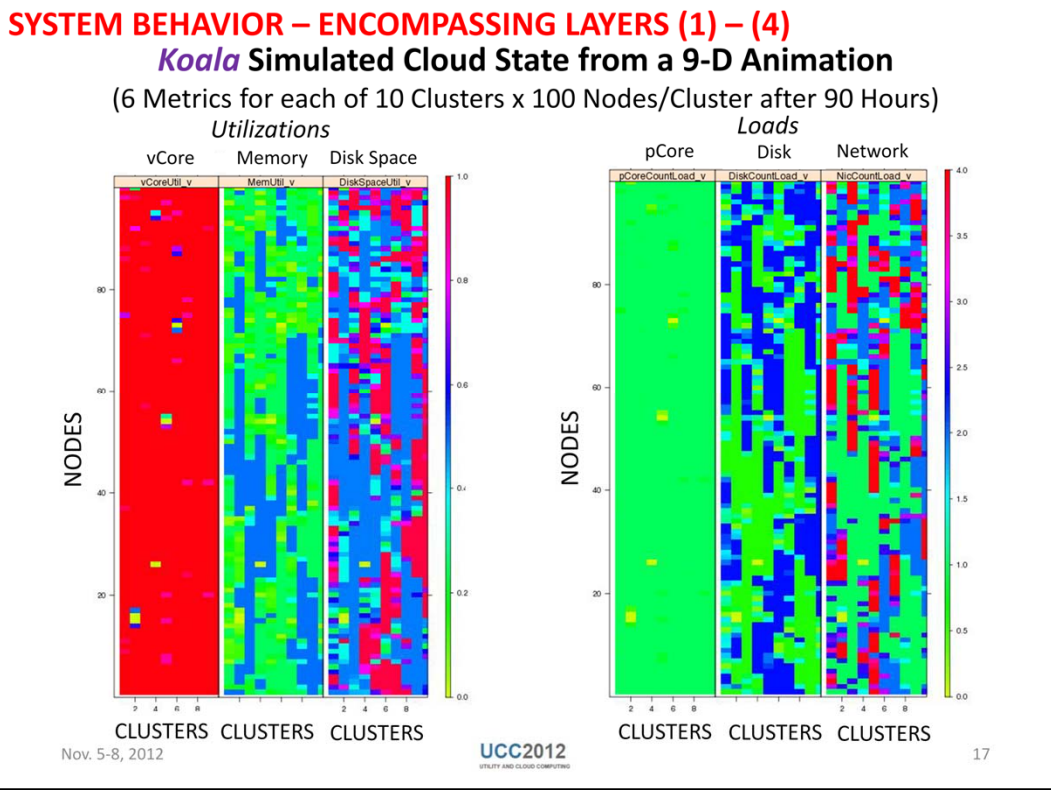 SYSTEM BEHAVIOR – ENCOMPASSING LAYERS (1) – (4)
Koala Simulated Cloud State from a 9-D Animation
(6 Metrics for each of 10 Clusters x 100 Nodes/Cluster after 90 Hours)
Utilizations
vCore Memory Disk Space
vCoreUtil_v MemUtil_v DiskSpaceUtil_v
1.0
0.8
0.6
0.4
0.2
0.0
80
60
40
20
NODES
2 4 6 8
2 4 6 8
CLUSTERS CLUSTERS CLUSTERS
Loads
pCore Disk Network
pCoreCountLoad_v DiskCountLoad_v NicCountLoad_v
4.0
3.5
3.0
2.5
2.0
1.5
1.0
0.5
0.0
80
60
40
20
NODES
2 4 6 8
2 4 6 8
CLUSTERS CLUSTERS CLUSTERS
Nov. 5-8, 2012
UCC2012
UTILITY AND CLOUD COMPUTING
17